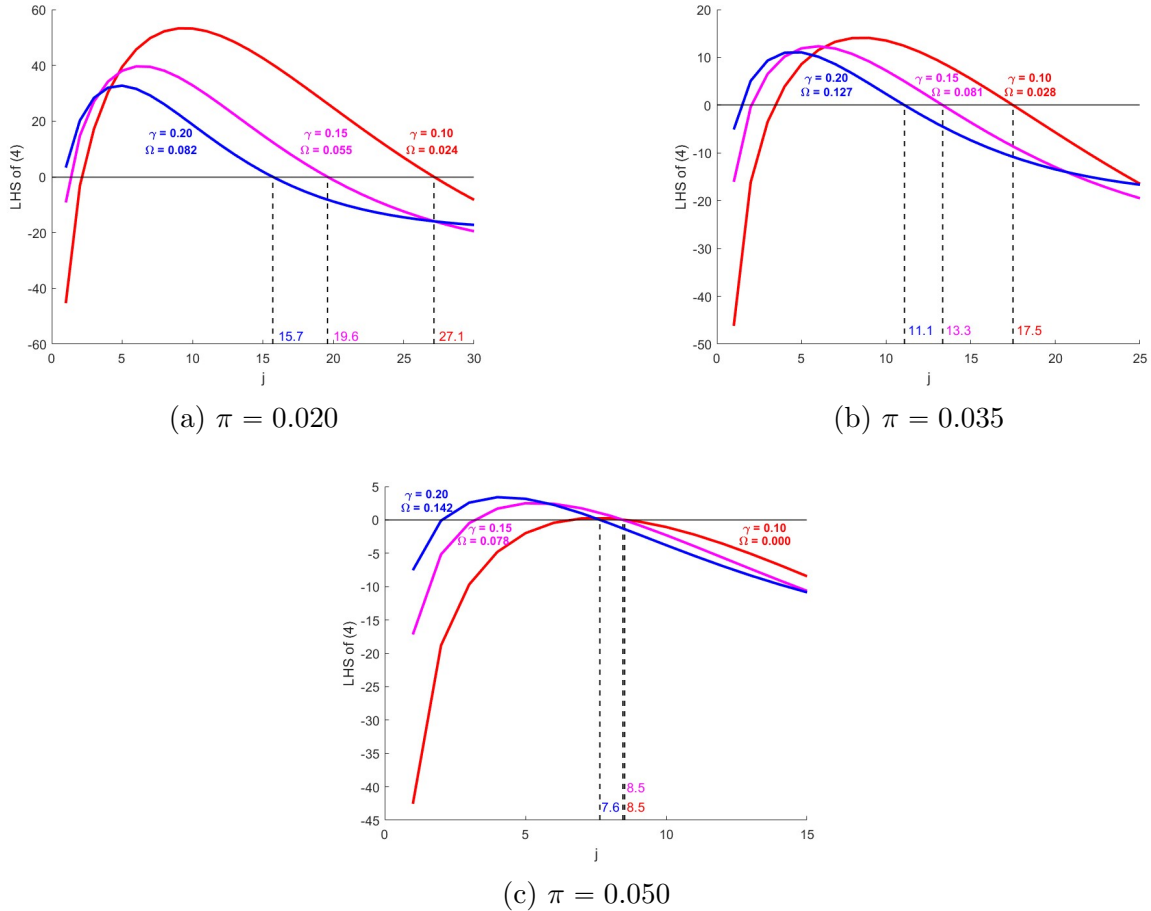 60
40
20
0
-20
-40
-60
LHS of (4)
γ = 0.20
Ω = 0.082
γ = 0.15
Ω = 0.055
γ = 0.10
Ω = 0.024
15.7
19.6
27.1
0 5 10 15 20 25 30
j
(a) π = 0.020
20
10
0
-10
-20
-30
-40
-50
LHS of (4)
γ = 0.20
Ω = 0.127
γ = 0.15
Ω = 0.081
γ = 0.10
Ω = 0.028
11.1
13.3
17.5
0 5 10 15 20 25
j
(b) π = 0.035
5
0
-5
-10
-15
-20
-25
-30
-35
-40
-45
LHS of (4)
γ = 0.20
Ω = 0.142
γ = 0.15
Ω = 0.078
γ = 0.10
Ω = 0.000
8.5
7.6
8.5
0 5 10 15
j
(c) π = 0.050